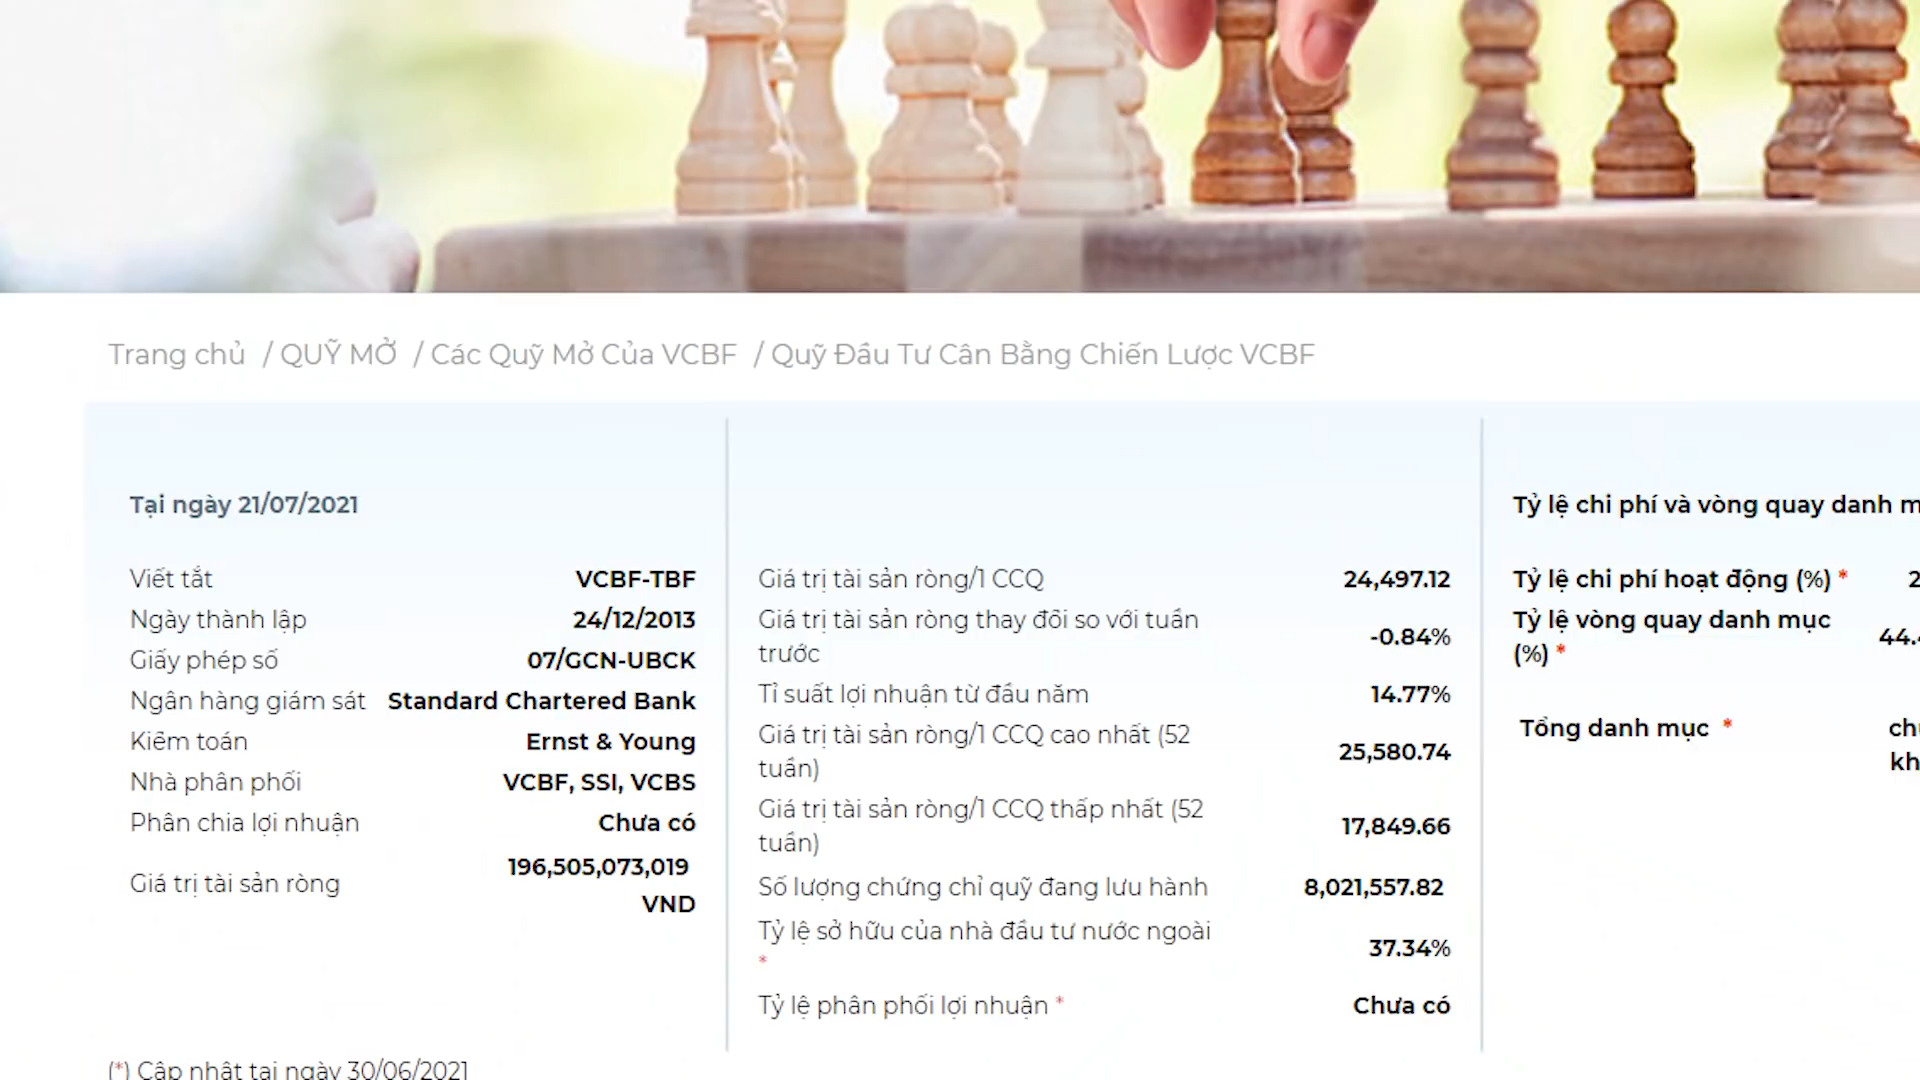 Trang chủ / QUỸ MỞ / Các Quỹ Mở Của VCBF / Quỹ Đầu Tư Cân Bằng Chiến Lược VCBF
Tại ngày 21/07/2021
Viết tắt VCBF-TBF
Ngày thành lập 24/12/2013
Giấy phép số 07/GCN-UBCK
Ngân hàng giám sát Standard Chartered Bank
Kiểm toán Ernst & Young
Nhà phân phối VCBF, SSI, VCBS
Phân chia lợi nhuận Chưa có
Giá trị tài sản ròng 196,505,073,019
VND
Giá trị tài sản ròng/1 CCQ 24,497.12
Giá trị tài sản ròng thay đổi so với tuần
trước -0.84%
Tỉ suất lợi nhuận từ đầu năm 14.77%
Giá trị tài sản ròng/1 CCQ cao nhất (52
tuần) 25,580.74
Giá trị tài sản ròng/1 CCQ thấp nhất (52
tuần) 17,849.66
Số lượng chứng chỉ quỹ đang lưu hành 8,021,557.82
Tỷ lệ sở hữu của nhà đầu tư nước ngoài
* 37.34%
Tỷ lệ phân phối lợi nhuận * Chưa có
Tỷ lệ chi phí và vòng quay danh m
Tỷ lệ chi phí hoạt động (%) * 2
Tỷ lệ vòng quay danh mục
(%) * 44.
Tổng danh mục *
kh
(*) Cập nhật tại ngày 30/06/2021